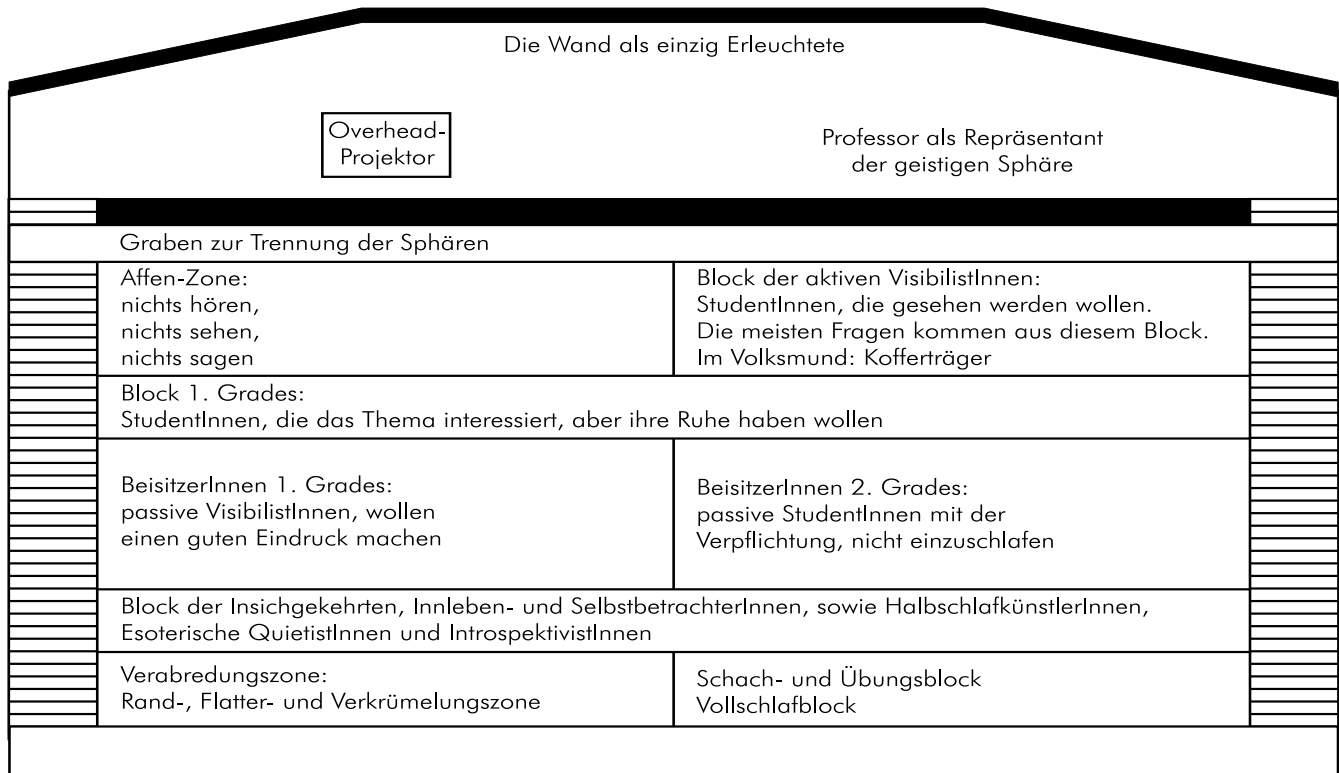 Die Wand als einzig Erleuchtete
Overhead-
Projektor
Professor als Repräsentant
der geistigen Sphäre
Graben zur Trennung der Sphären
Affen-Zone:
nichts hören,
nichts sehen,
nichts sagen
Block der aktiven VisibilistInnen:
StudentInnen, die gesehen werden wollen.
Die meisten Fragen kommen aus diesem Block.
Im Volksmund: Kofferträger
Block 1. Grades:
StudentInnen, die das Thema interessiert, aber ihre Ruhe haben wollen
BeisitzerInnen 1. Grades:
passive VisibilistInnen, wollen
einen guten Eindruck machen
BeisitzerInnen 2. Grades:
passive StudentInnen mit der
Verpflichtung, nicht einzuschlafen
Block der Insichgekehrten, Innleben- und SelbstbetrachterInnen, sowie HalbschlafkünstlerInnen,
Esoterische QuietistInnen und IntrospektivistInnen
Verabredungszone:
Rand-, Flatter- und Verkrümelungszone
Schach- und Übungsblock
Vollschlafblock